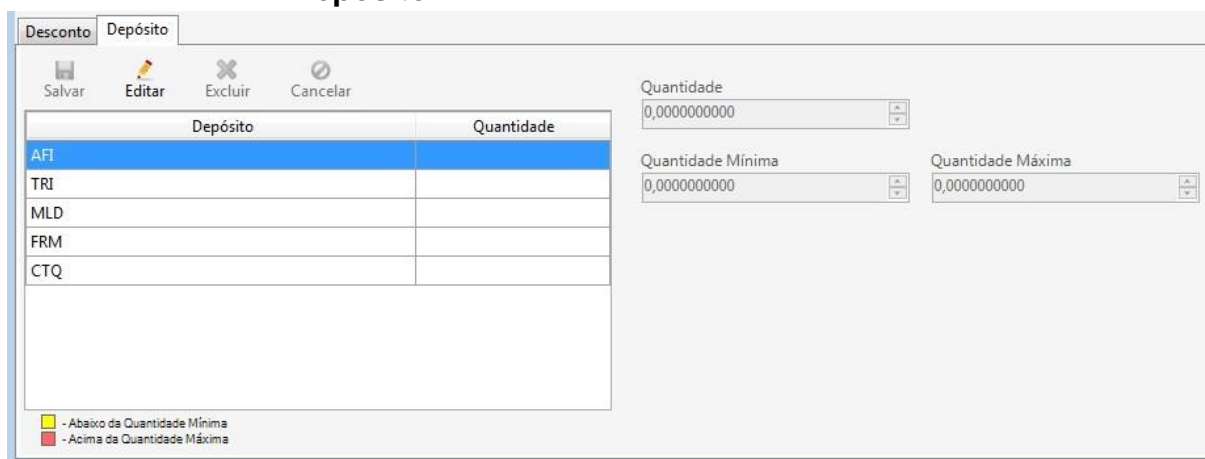 Desconto Depósito
Salvar Editar Excluir Cancelar
Depósito Quantidade
AFI
TRI
MLD
FRM
CTQ
- Abaixo da Quantidade Mínima
- Acima da Quantidade Máxima
Quantidade
0,0000000000
Quantidade Mínima Quantidade Máxima
0,0000000000 0,0000000000